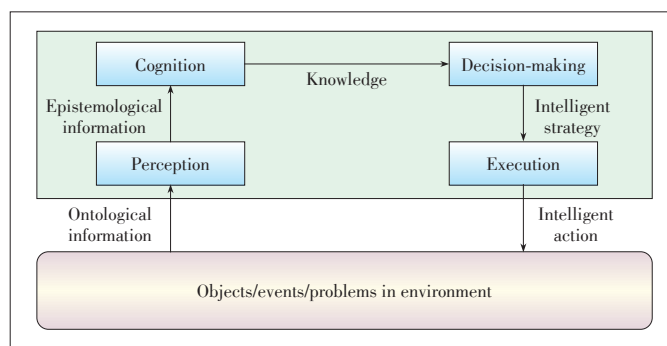 Cognition
Decision-making
Knowledge
Epistemological
information
Intelligent
strategy
Perception
Execution
Ontological
information
Intelligent
action
Objects/events/problems in environment